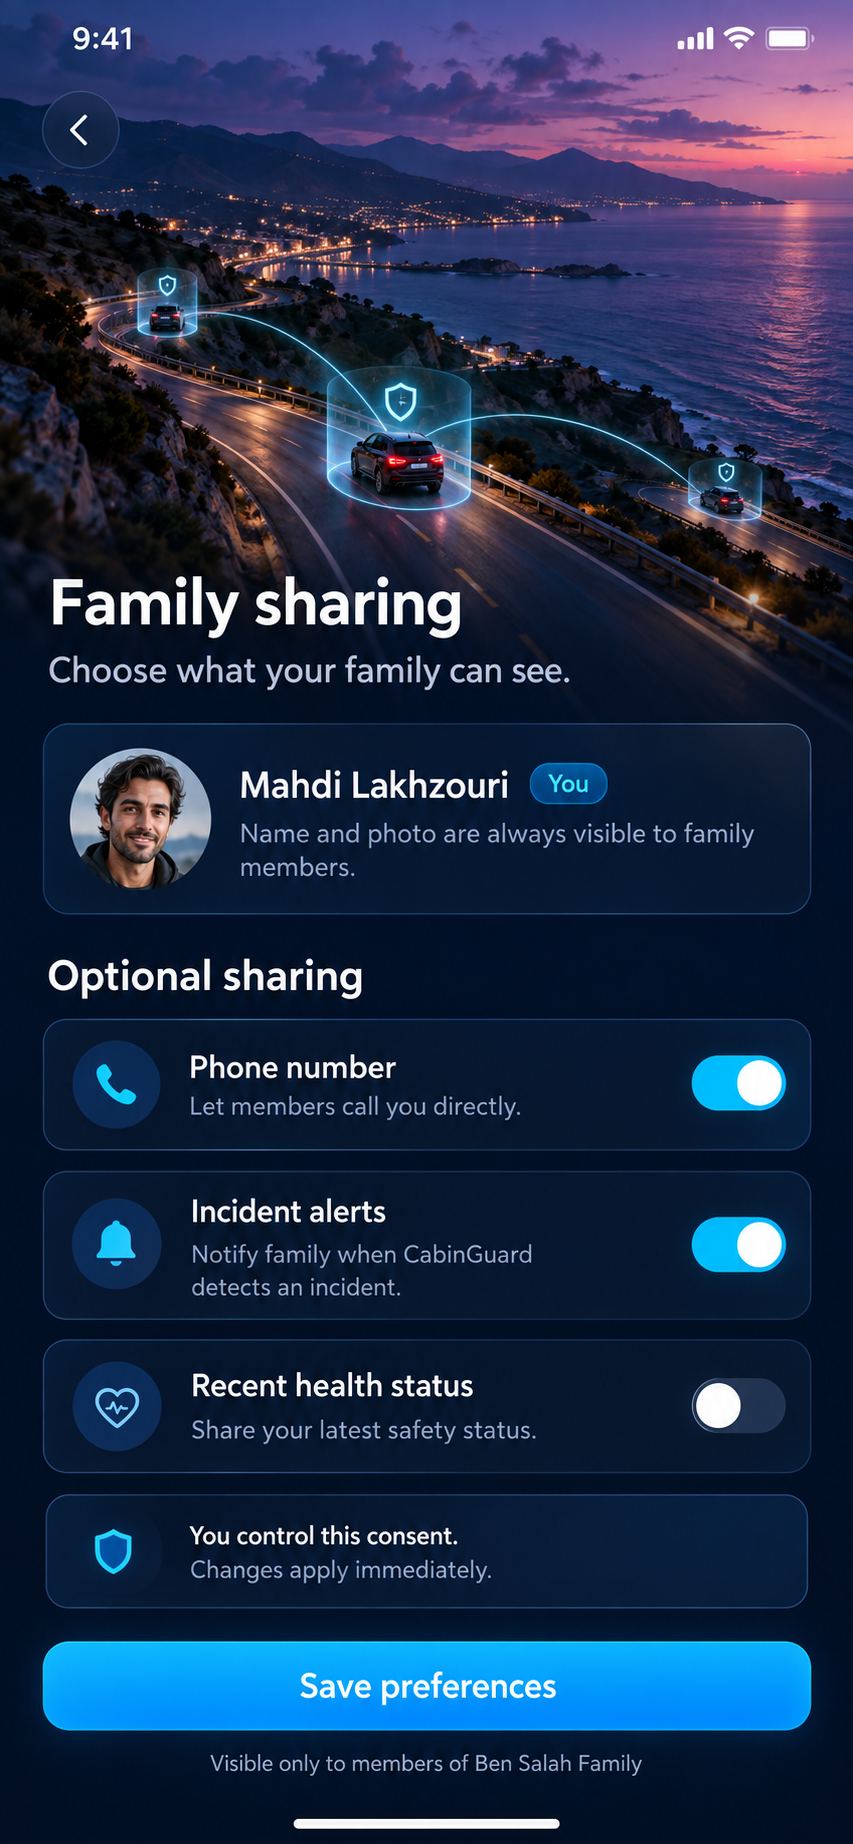 9:41
Family sharing
Choose what your family can see.
Mahdi Lakhzouri
You
Name and photo are always visible to family
members.
Optional sharing
Phone number
Let members call you directly.
Incident alerts
Notify family when CabinGuard
detects an incident.
Recent health status
Share your latest safety status.
You control this consent.
Changes apply immediately.
Save preferences
Visible only to members of Ben Salah Family